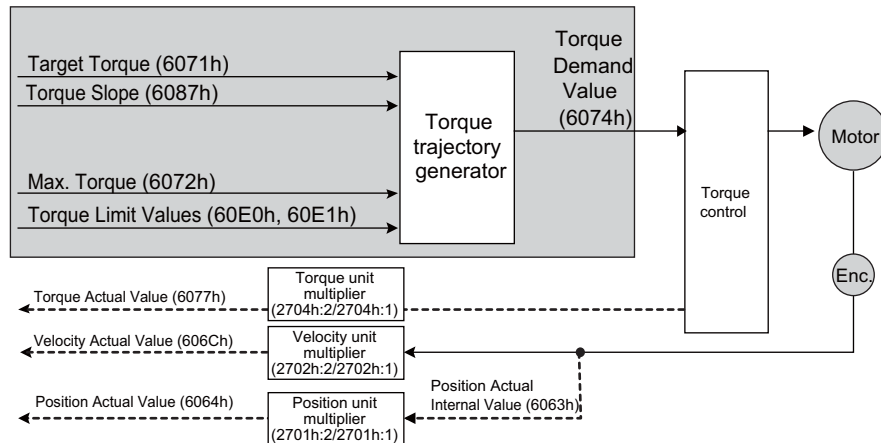 Target Torque (6071h)
Torque Slope (6087h)
Max. Torque (6072h)
Torque Limit Values (60E0h, 60E1h)
Torque
trajectory
generator
Torque
Demand
Value
(6074h)
Torque
control
Motor
Enc.
Torque Actual Value (6077h)
Torque unit
multiplier
(2704h:2/2704h:1)
Velocity Actual Value (606Ch)
Velocity unit
multiplier
(2702h:2/2702h:1)
Position Actual Value (6064h)
Position unit
multiplier
(2701h:2/2701h:1)
Position Actual
Internal Value (6063h)